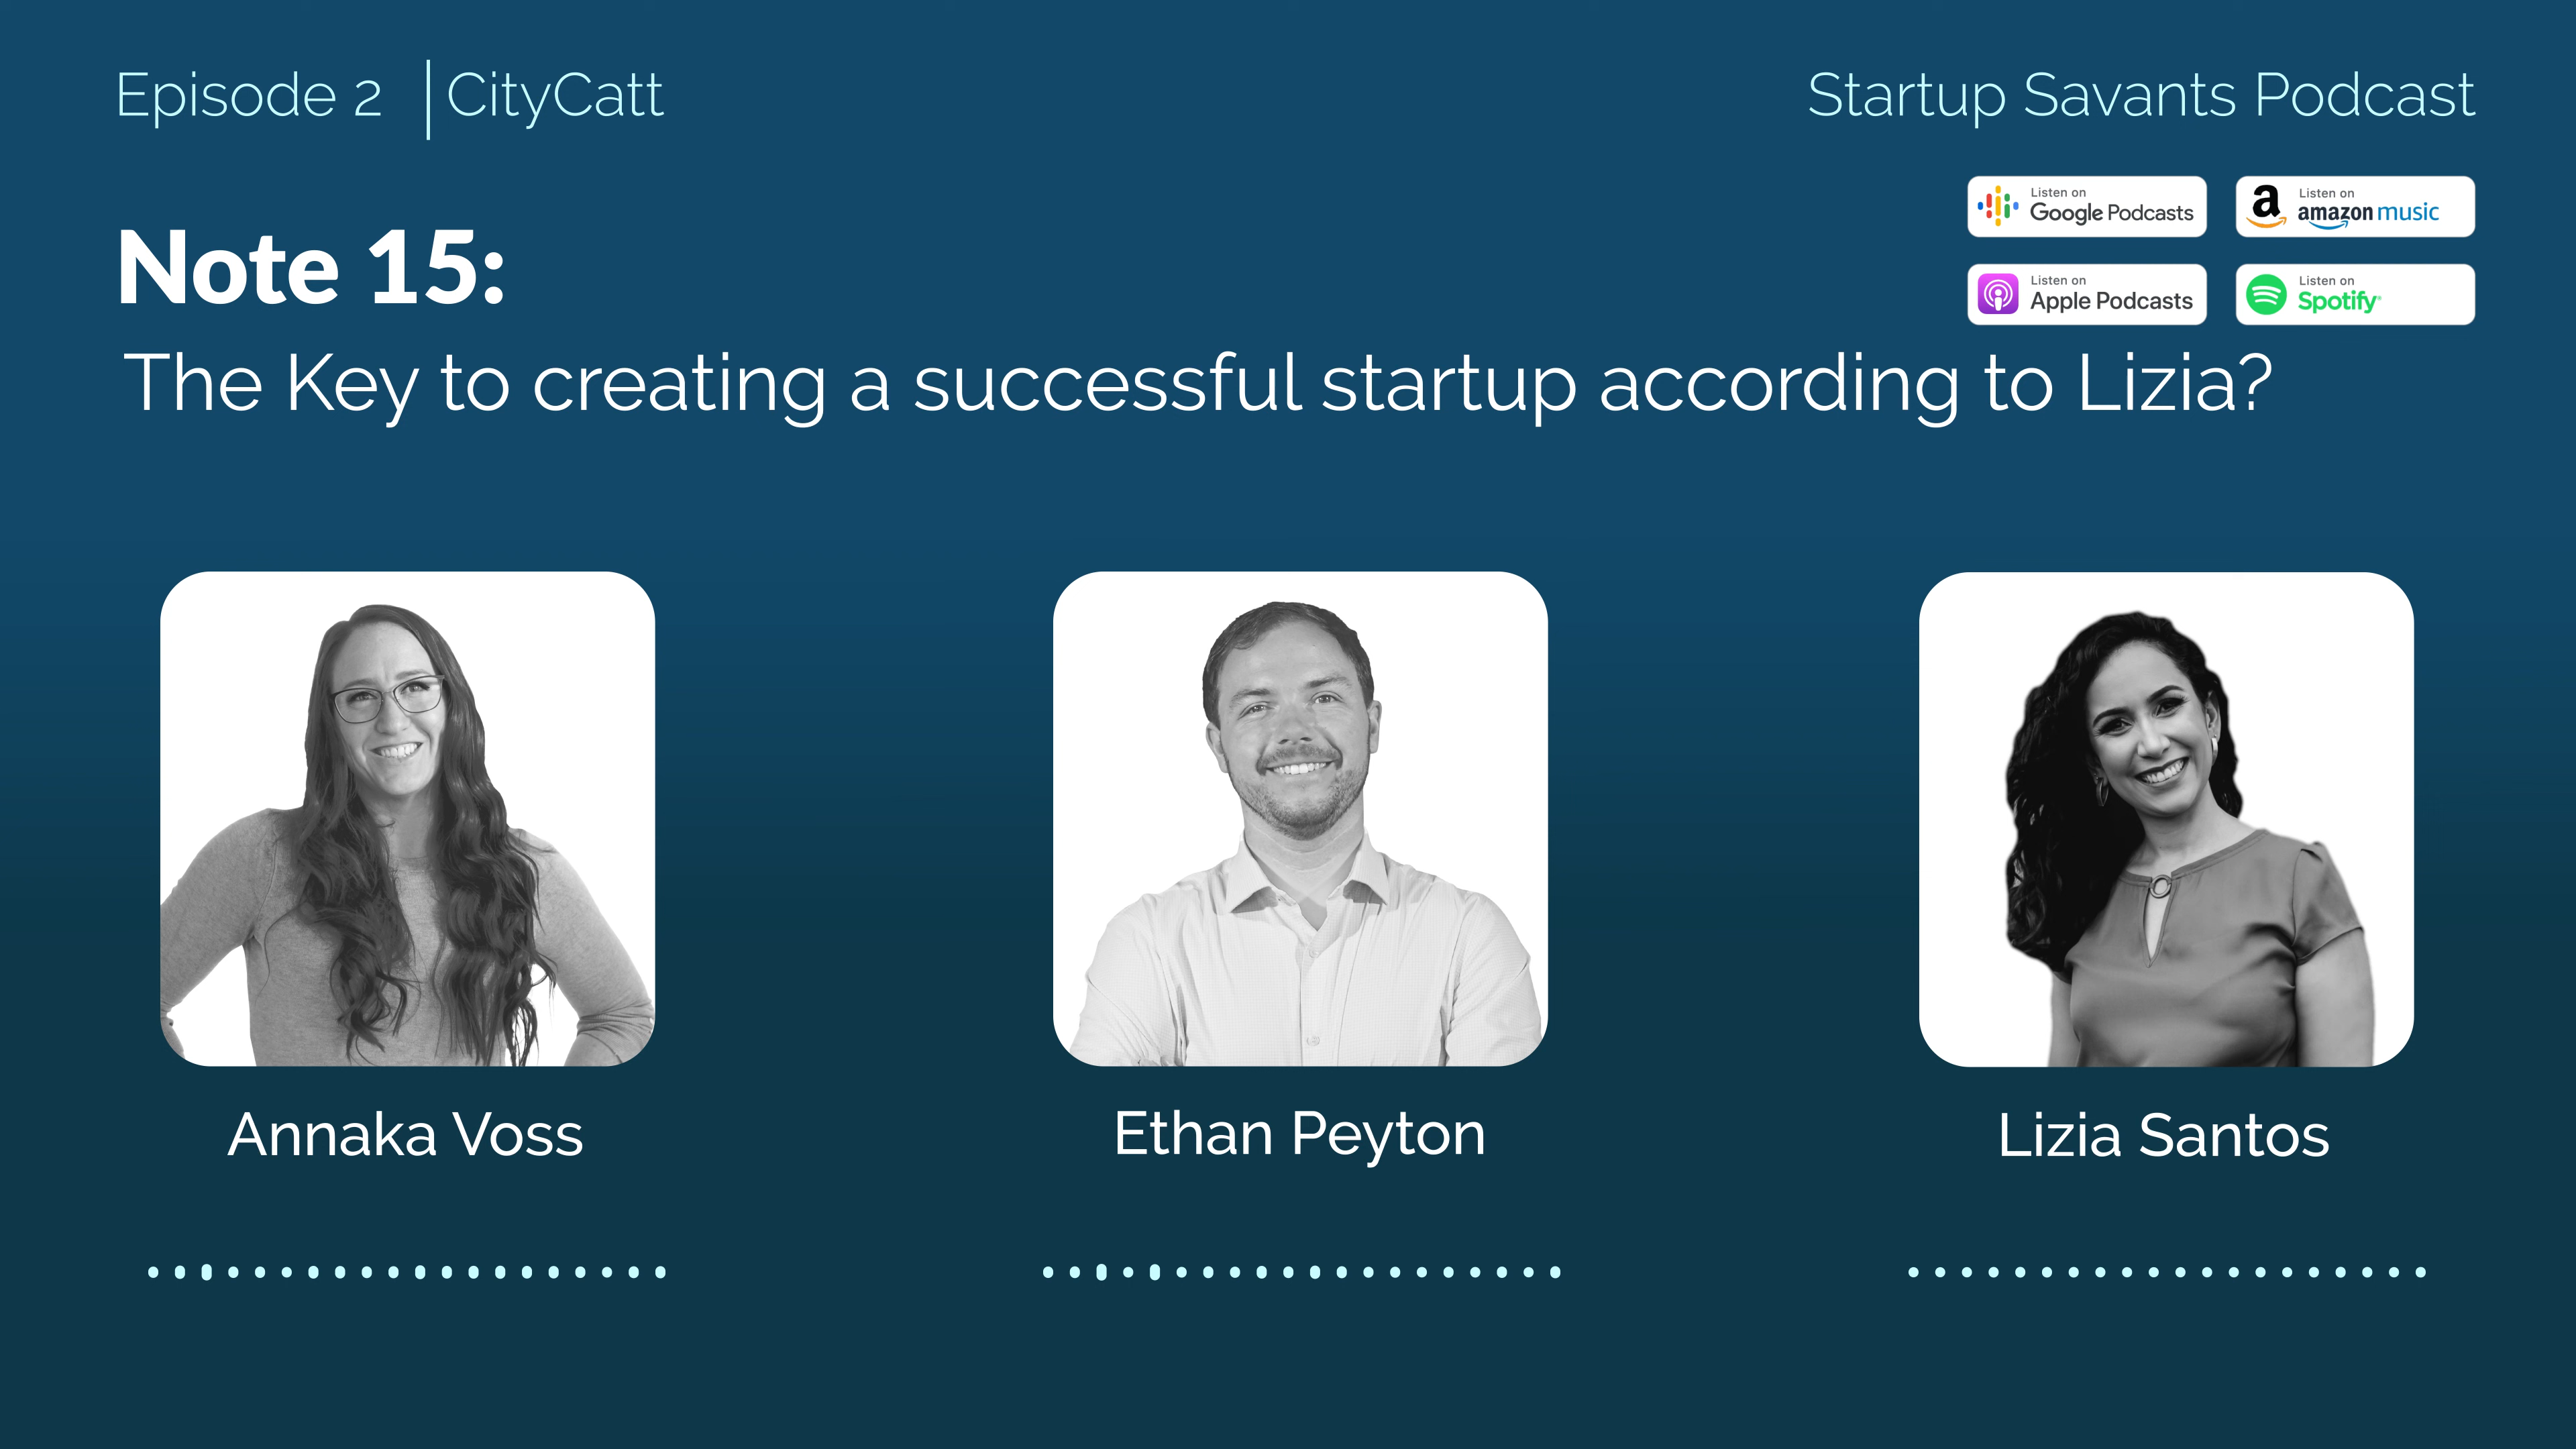 Episode 2 | CityCatt
Startup Savants Podcast
Listen on
Google Podcasts
Listen on
amazon music
Listen on
Apple Podcasts
Listen on
Spotify
Note 15:
The Key to creating a successful startup according to Lizia?
Annaka Voss
Ethan Peyton
Lizia Santos